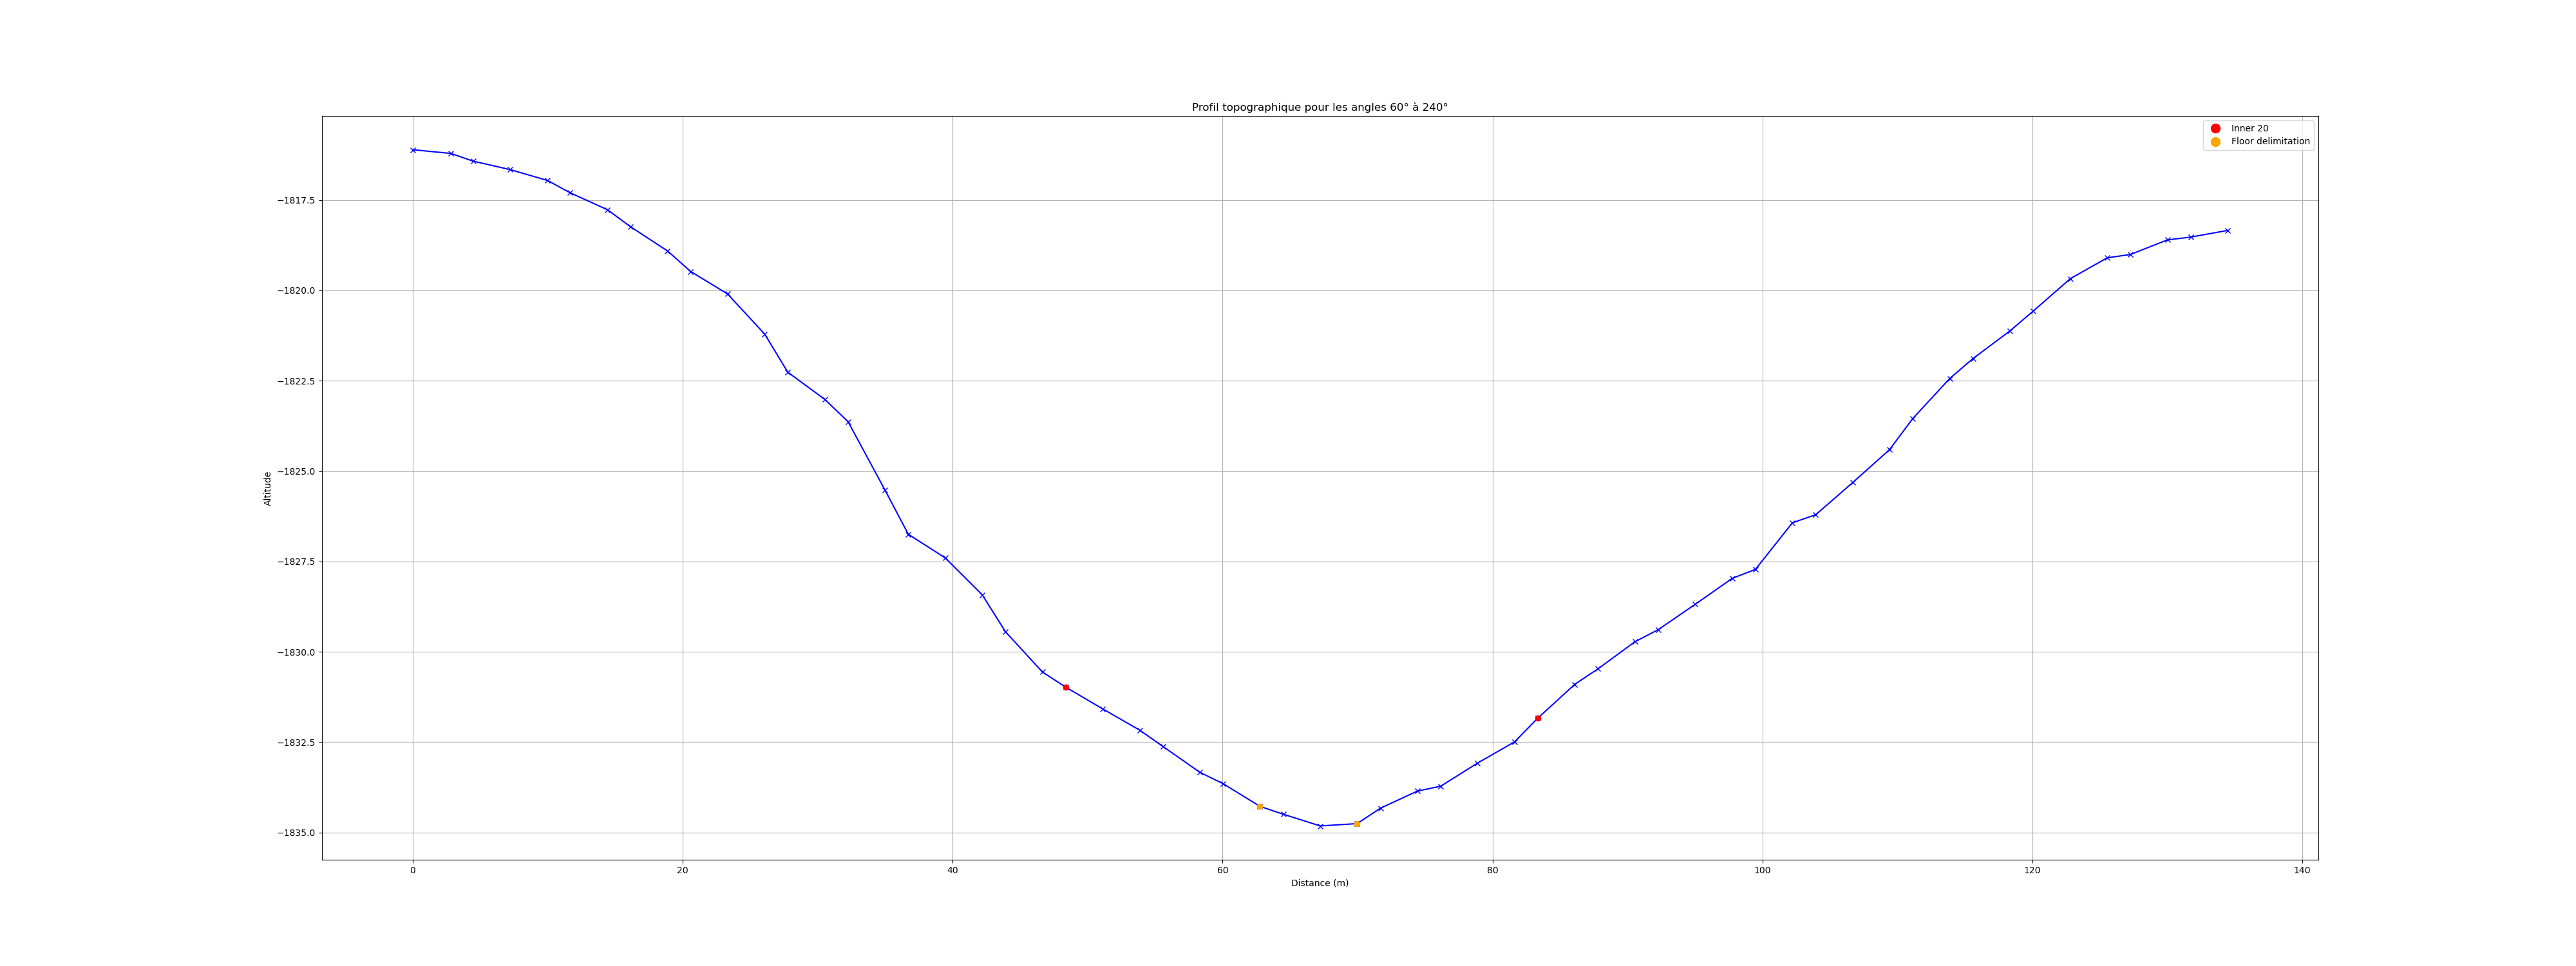 Profil topographique pour les angles 60° à 240°
Inner 20
Floor delimitation
Altitude
−1817.5
−1820.0
−1822.5
−1825.0
−1827.5
−1830.0
−1832.5
−1835.0
0 20 40 60 80 100 120 140
Distance (m)